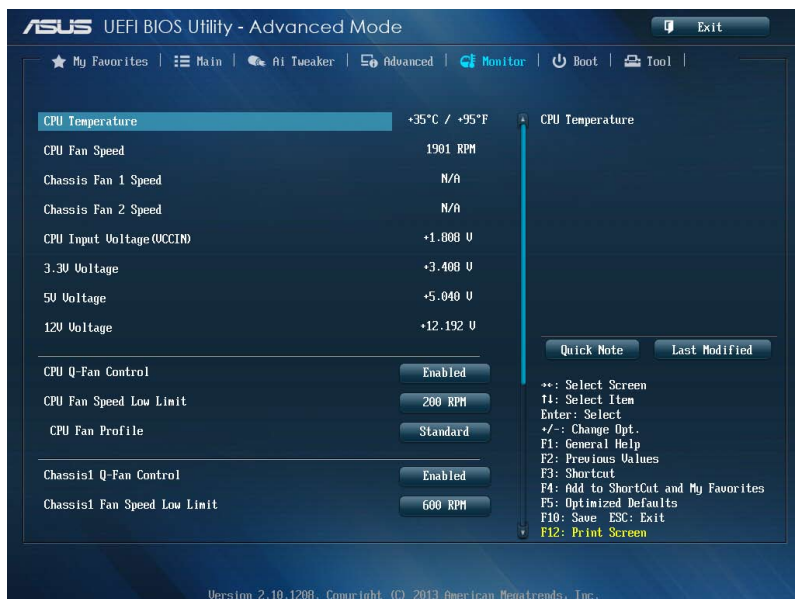 ASUS UEFI BIOS Utility - Advanced Mode
Exit
My Favorites | Main | Ai Tweaker | Advanced | Monitor | Boot | Tool |
CPU Temperature +35°C / +95°F
CPU Temperature
CPU Fan Speed 1901 RPM
Chassis Fan 1 Speed N/A
Chassis Fan 2 Speed N/A
CPU Input Voltage(VCCIN) +1.808 V
3.3V Voltage +3.408 V
5V Voltage +5.040 V
12V Voltage +12.192 V
CPU Q-Fan Control Enabled
CPU Fan Speed Low Limit 200 RPM
CPU Fan Profile Standard
Chassis1 Q-Fan Control Enabled
Chassis1 Fan Speed Low Limit 600 RPM
Quick Note Last Modified
→←: Select Screen
↑↓: Select Item
Enter: Select
+/-: Change Opt.
F1: General Help
F2: Previous Values
F3: Shortcut
F4: Add to ShortCut and My Favorites
F5: Optimized Defaults
F10: Save ESC: Exit
F12: Print Screen
Version 2.10.1208. Copyright (C) 2013 American Megatrends, Inc.